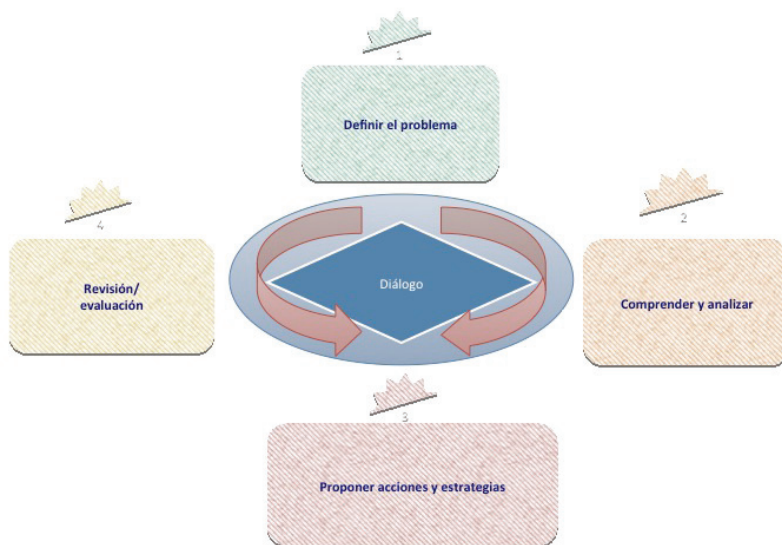 1
Definir el problema
2
Comprender y analizar
Diálogo
3
Proponer acciones y estrategias
4
Revisión/
evaluación